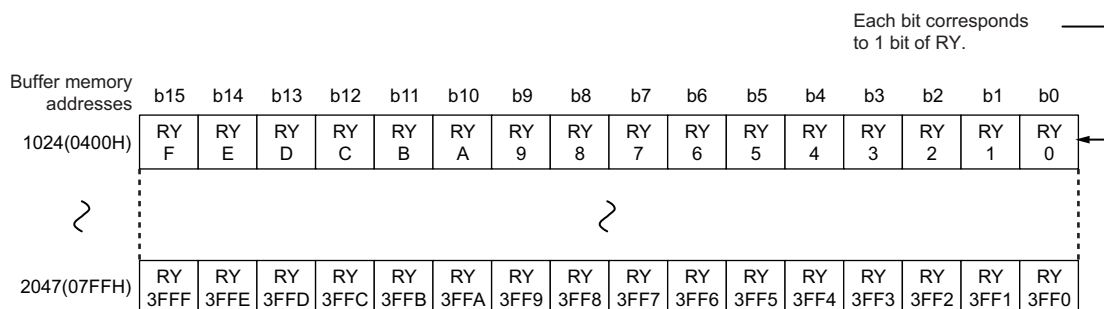 Each bit corresponds
to 1 bit of RY.
Buffer memory
addresses b15 b14 b13 b12 b11 b10 b9 b8 b7 b6 b5 b4 b3 b2 b1 b0
1024(0400H) RY RY RY RY RY RY RY RY RY RY RY RY RY RY RY RY
F E D C B A 9 8 7 6 5 4 3 2 1 0
2047(07FFH) RY RY RY RY RY RY RY RY RY RY RY RY RY RY RY RY
3FFF 3FFE 3FFD 3FFC 3FFB 3FFA 3FF9 3FF8 3FF7 3FF6 3FF5 3FF4 3FF3 3FF2 3FF1 3FF0